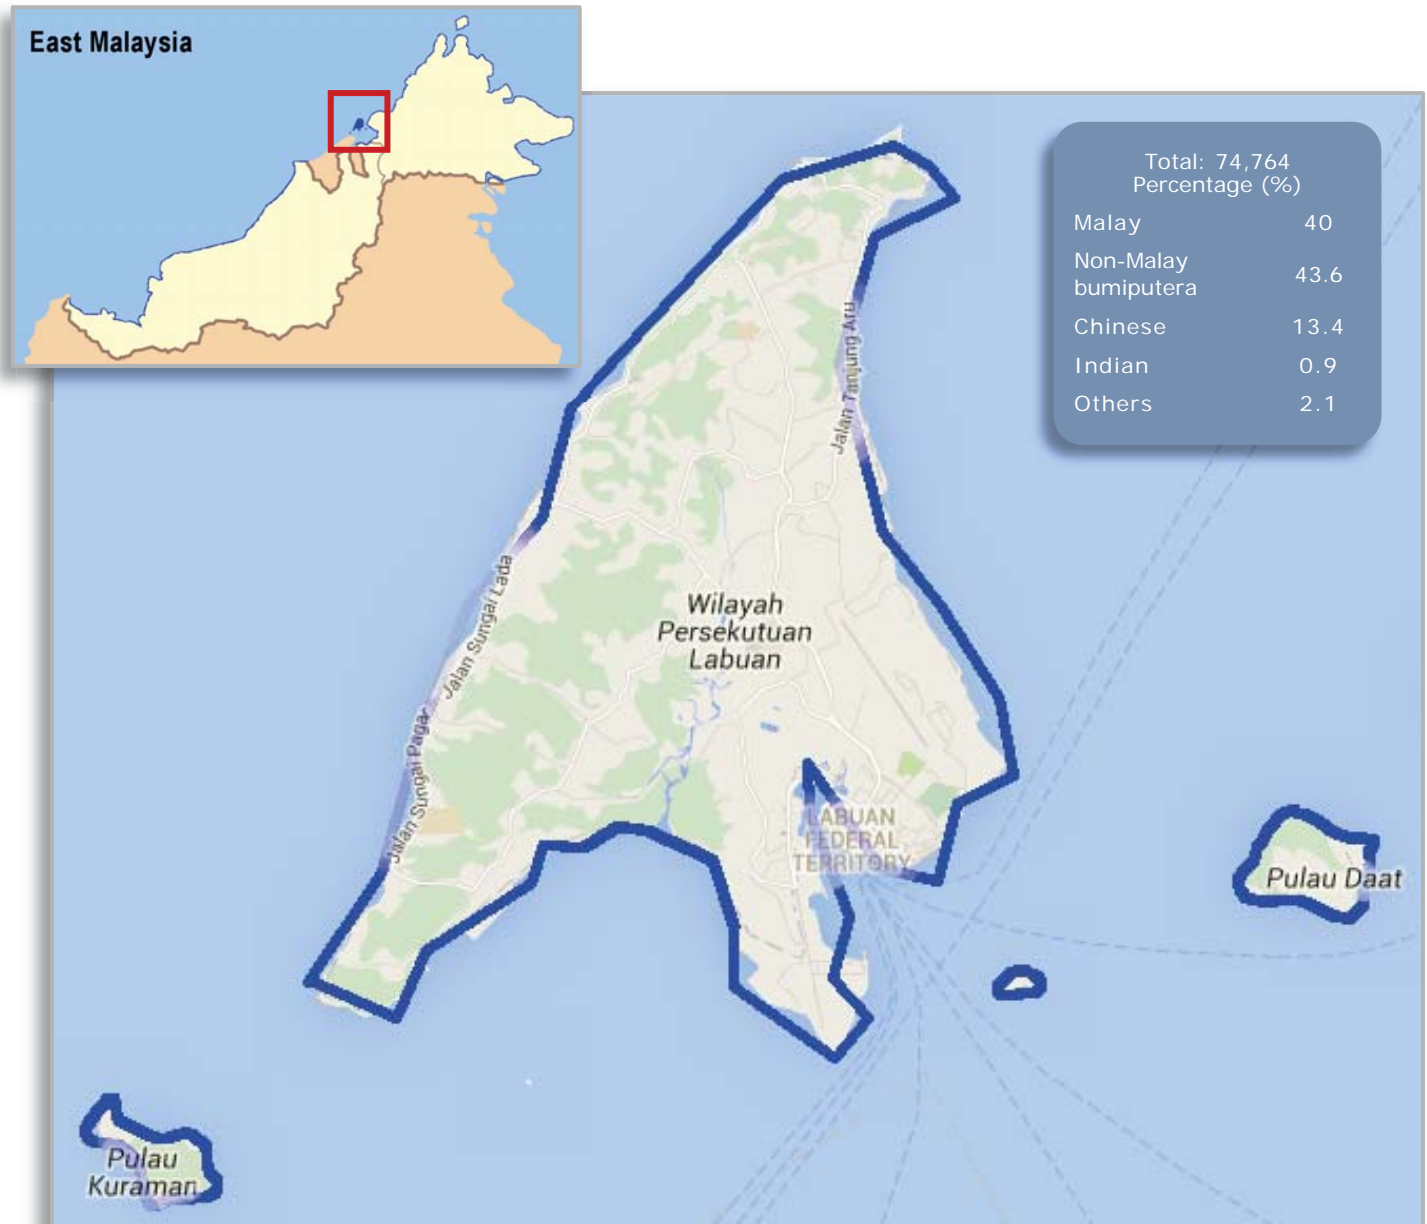 East Malaysia
Total: 74,764
Percentage (%)
Malay 40
Non-Malay
bumiputera 43.6
Chinese 13.4
Indian 0.9
Others 2.1
Jalan Tanjung Aru
Jalan Sungai Lada
Wilayah
Persekutuan
Labuan
Jalan Sungai Pagar
LABUAN
FEDERAL
TERRITORY
Pulau Daat
Pulau
Kuraman